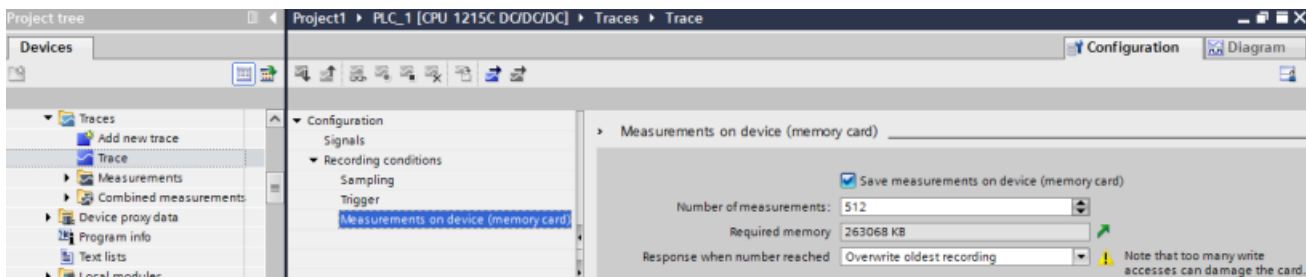 Project tree
Project1 ▸ PLC_1 [CPU 1215C DC/DC/DC] ▸ Traces ▸ Trace
Devices
Configuration
Diagram
Traces
Add new trace
Trace
Measurements
Combined measurements
Device proxy data
Program info
Text lists
Local modules
Configuration
Signals
Recording conditions
Sampling
Trigger
Measurements on device (memory card)
Measurements on device (memory card)
Save measurements on device (memory card)
Number of measurements: 512
Required memory 263068 KB
Response when number reached Overwrite oldest recording
Note that too many write
accesses can damage the card.